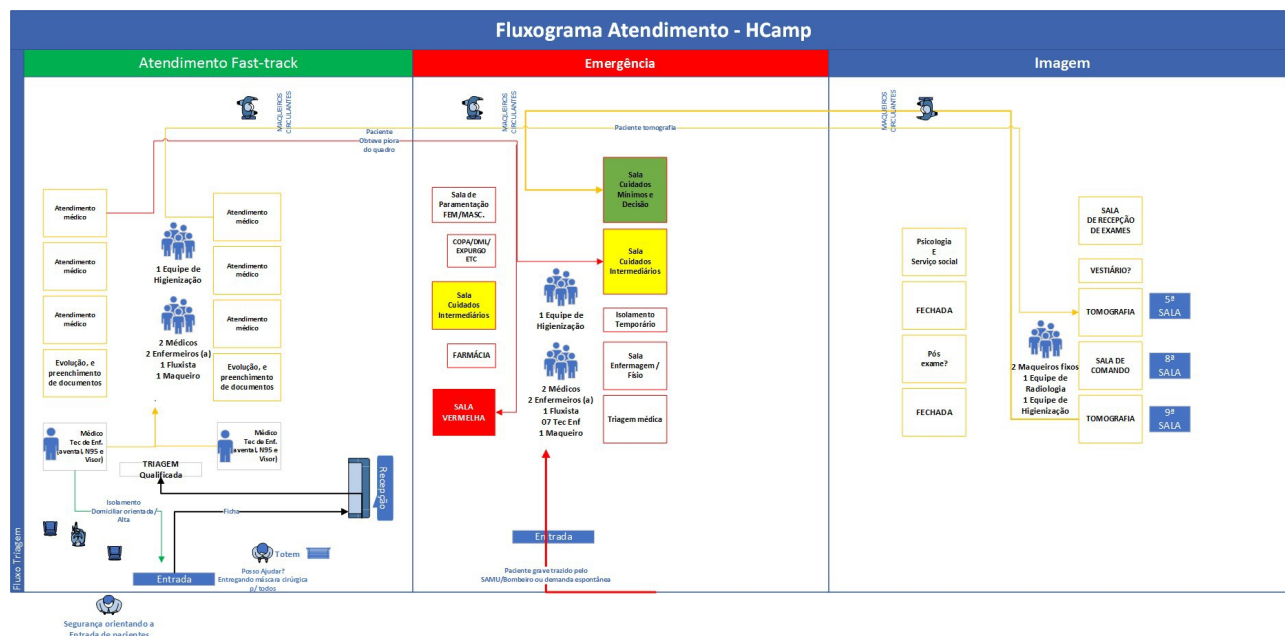 Fluxograma Atendimento - HCamp
Atendimento Fast-track
Emergência
Imagem
Fluxo Triagem
MAQUEIROS
CIRCULANTES
Paciente
Obteve piora
do quadro
Atendimento
médico
Atendimento
médico
Atendimento
médico
Evolução, e
preenchimento
de documentos
1 Equipe de
Higienização
2 Médicos
2 Enfermeiros (a)
1 Fluxista
1 Maqueiro
Atendimento
médico
Atendimento
médico
Atendimento
médico
Evolução, e
preenchimento
de documentos
Médico
Tec de Enf.
(avental, N95 e
Visor)
Médico
Tec de Enf.
(avental, N95 e
Visor)
TRIAGEM
Qualificada
Recepção
Isolamento
Domiciliar orientada/
Alta
Ficha
Entrada
Totem
Posso Ajudar?
Entregando máscara cirúrgica
p/ todos
Segurança orientando a
Entrada de pacientes
MAQUEIROS
CIRCULANTES
Paciente tomografia
Sala de
Paramentação
FEM/MASC.
COPA/DML/
EXPURGO
ETC
Sala
Cuidados
Intermediários
FARMÁCIA
SALA
VERMELHA
1 Equipe de
Higienização
2 Médicos
2 Enfermeiros (a)
1 Fluxista
07 Tec Enf
1 Maqueiro
Sala
Cuidados
Mínimos e
Decisão
Sala
Cuidados
Intermediários
Isolamento
Temporário
Sala
Enfermagem /
Físio
Triagem médica
Entrada
Paciente grave trazido pelo
SAMU/Bombeiro ou demanda espontânea
MAQUEIROS
CIRCULANTES
Psicologia
E
Serviço social
FECHADA
Pós
exame?
FECHADA
2 Maqueiros fixos
1 Equipe de
Radiologia
1 Equipe de
Higienização
SALA
DE RECEPÇÃO
DE EXAMES
VESTIÁRIO?
TOMOGRAFIA
5ª
SALA
SALA DE
COMANDO
8ª
SALA
TOMOGRAFIA
9ª
SALA